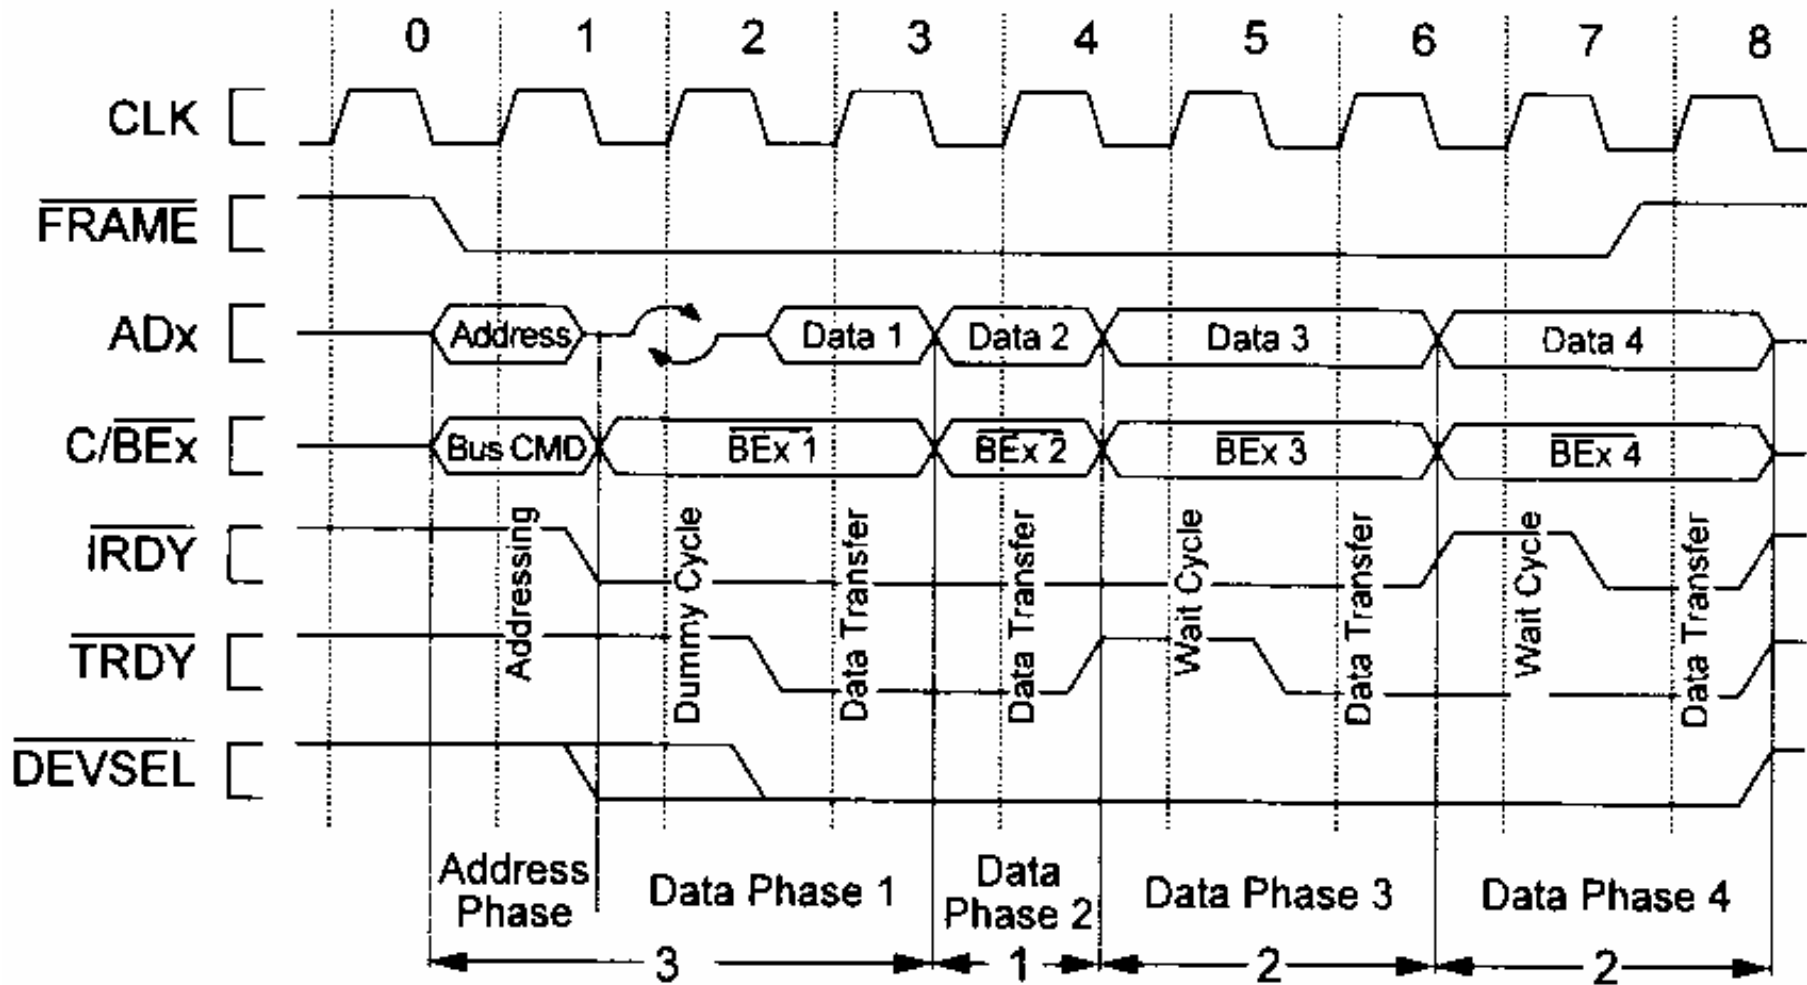 0 1 2 3 4 5 6 7 8
CLK
FRAME
ADx Address Data 1 Data 2 Data 3 Data 4
C/BEx Bus CMD BEx 1 BEx 2 BEx 3 BEx 4
IRDY
TRDY
DEVSEL
Addressing
Dummy Cycle
Data Transfer
Data Transfer
Wait Cycle
Data Transfer
Wait Cycle
Data Transfer
Address
Phase
Data Phase 1
Data
Phase 2
Data Phase 3
Data Phase 4
3 1 2 2